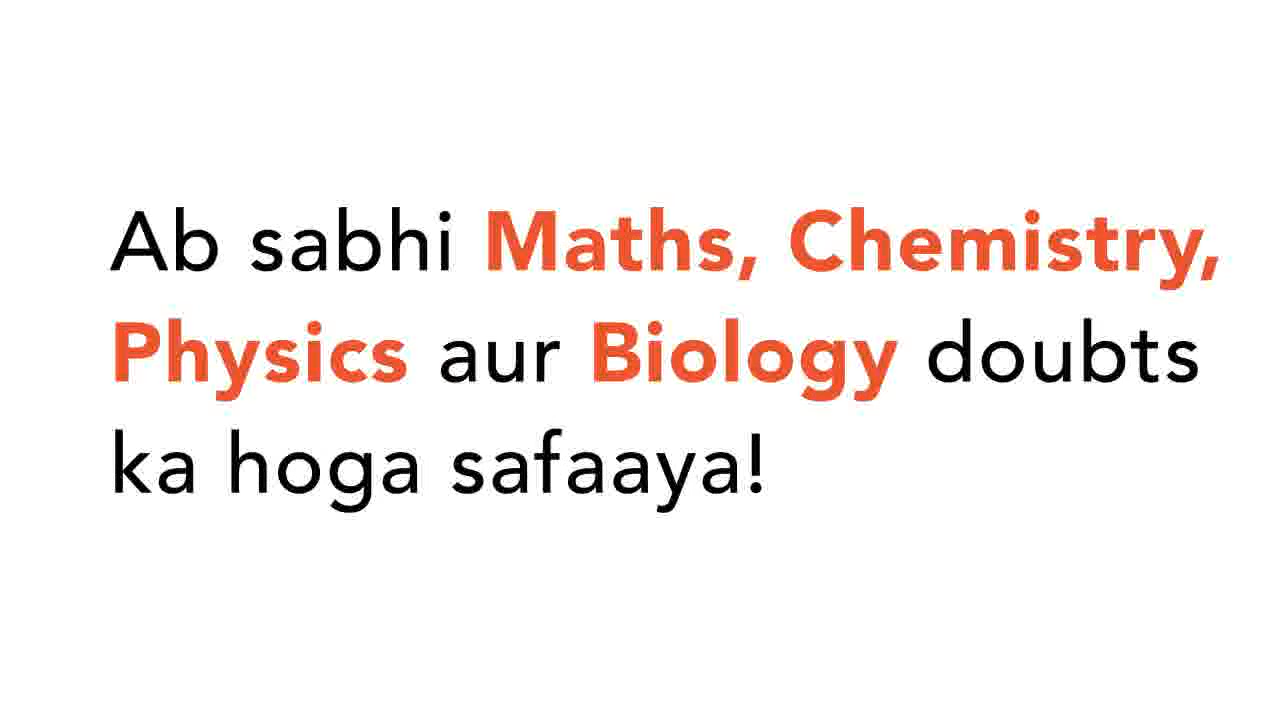 Ab sabhi Maths, Chemistry,
Physics aur Biology doubts
ka hoga safaaya!